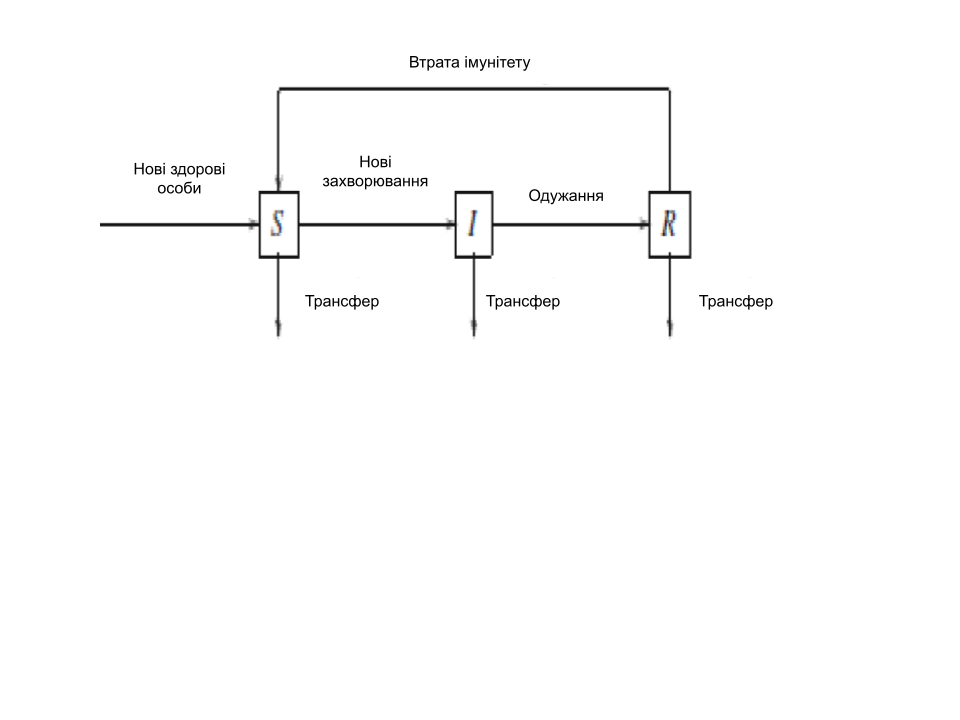 Втрата імунітету
Нові здорові
особи
Нові
захворювання
Одужання
S
I
R
Трансфер
Трансфер
Трансфер